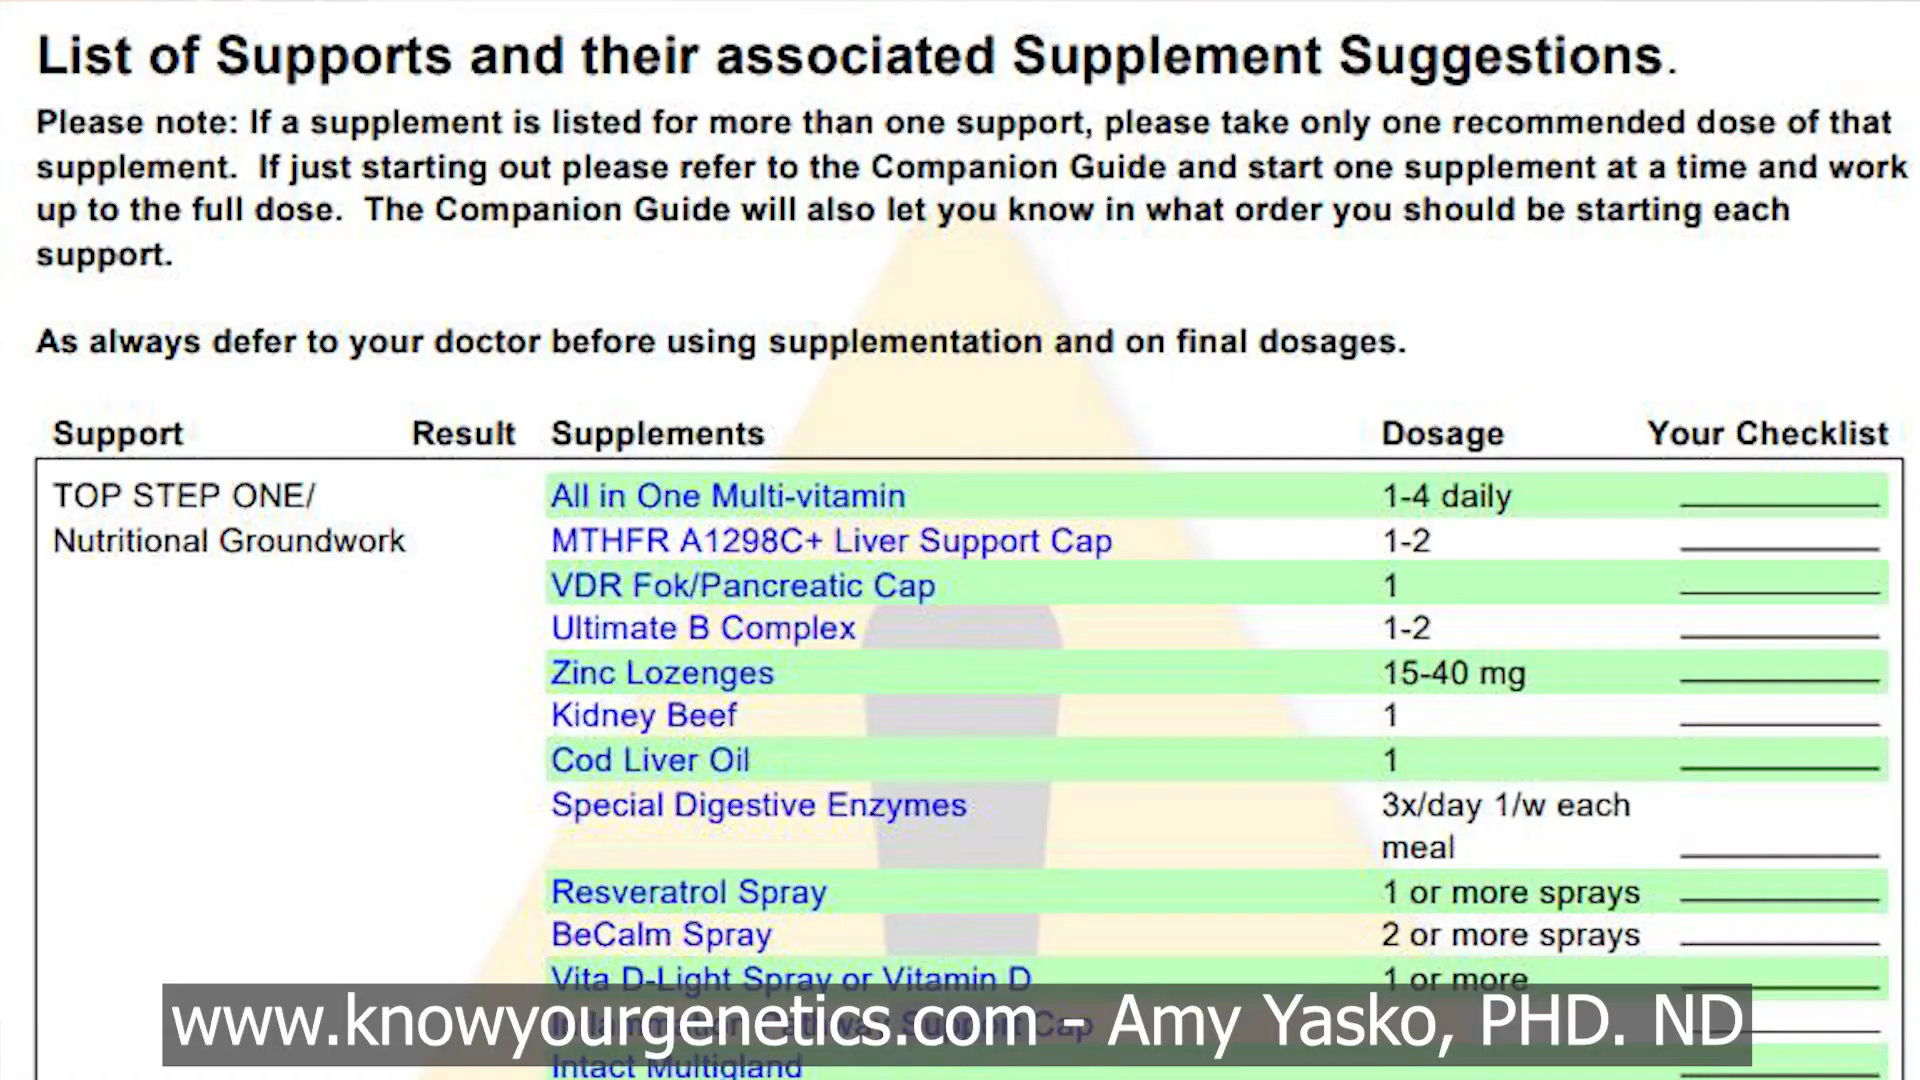 List of Supports and their associated Supplement Suggestions.
Please note: If a supplement is listed for more than one support, please take only one recommended dose of that
supplement.  If just starting out please refer to the Companion Guide and start one supplement at a time and work
up to the full dose.  The Companion Guide will also let you know in what order you should be starting each
support.
As always defer to your doctor before using supplementation and on final dosages.
Support Result Supplements Dosage Your Checklist
TOP STEP ONE/ All in One Multi-vitamin 1-4 daily
Nutritional Groundwork MTHFR A1298C+ Liver Support Cap 1-2
VDR Fok/Pancreatic Cap 1
Ultimate B Complex 1-2
Zinc Lozenges 15-40 mg
Kidney Beef 1
Cod Liver Oil 1
Special Digestive Enzymes 3x/day 1/w each
meal
Resveratrol Spray 1 or more sprays
BeCalm Spray 2 or more sprays
Vita D-Light Spray or Vitamin D 1 or more
www.knowyourgenetics.com - Amy Yasko, PHD. ND
Support Cap
Intact Multigland